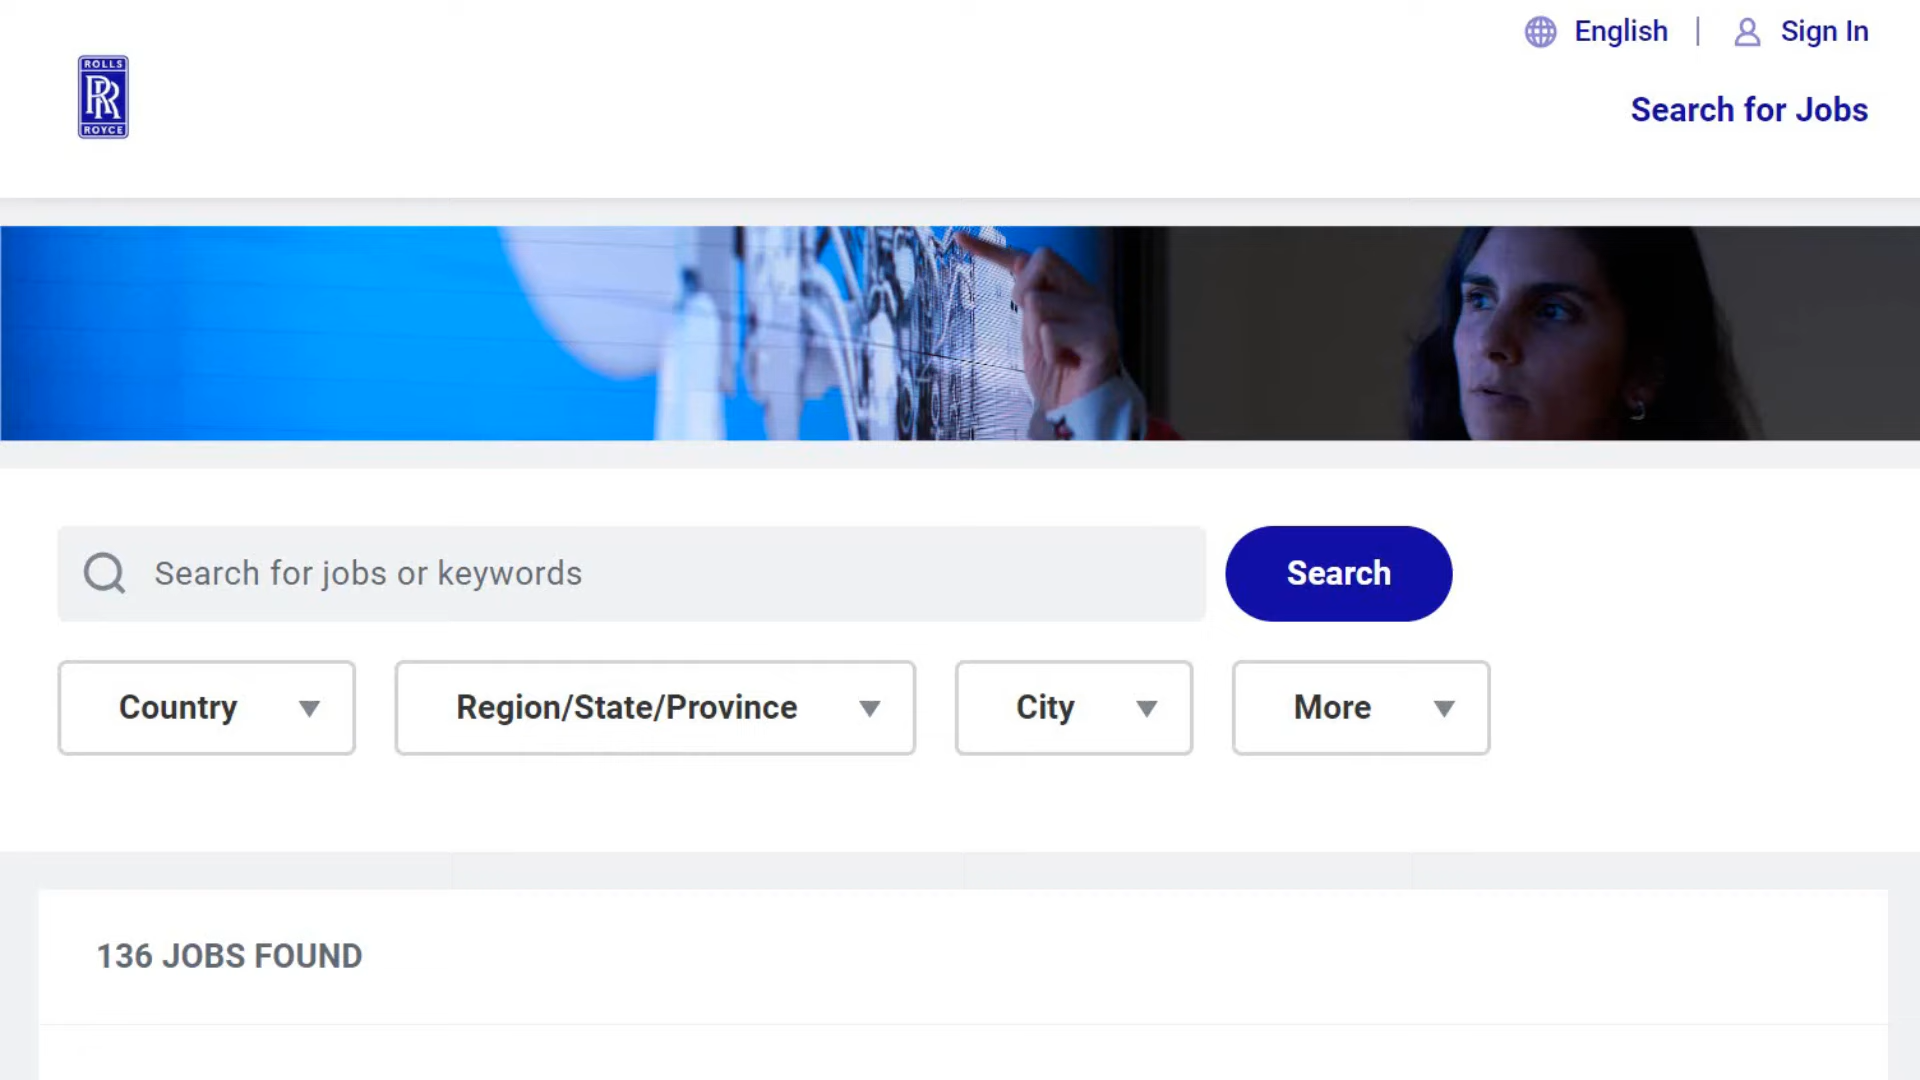 English
Sign In
ROLLS
RR
ROYCE
Search for Jobs
Search for jobs or keywords
Search
Country
Region/State/Province
City
More
136 JOBS FOUND